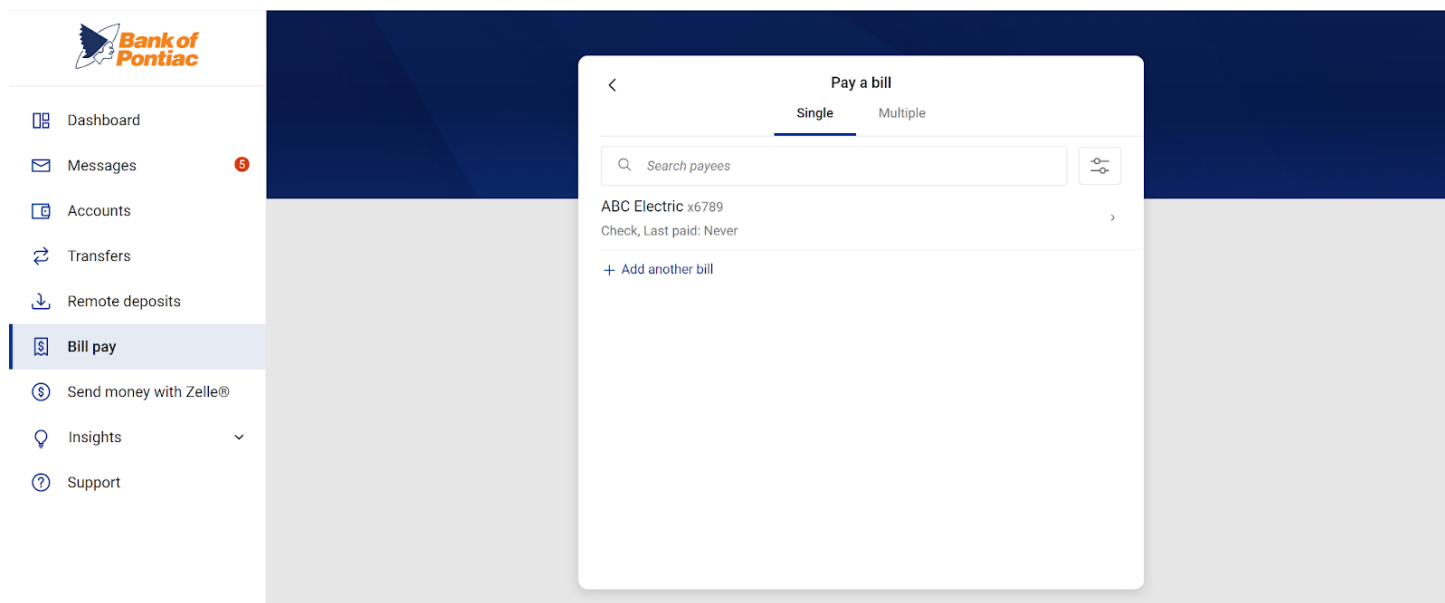 Bank of
Pontiac
Dashboard
Messages 5
Accounts
Transfers
Remote deposits
Bill pay
Send money with Zelle®
Insights
Support
Pay a bill
Single Multiple
Search payees
ABC Electric x6789
Check, Last paid: Never
+ Add another bill